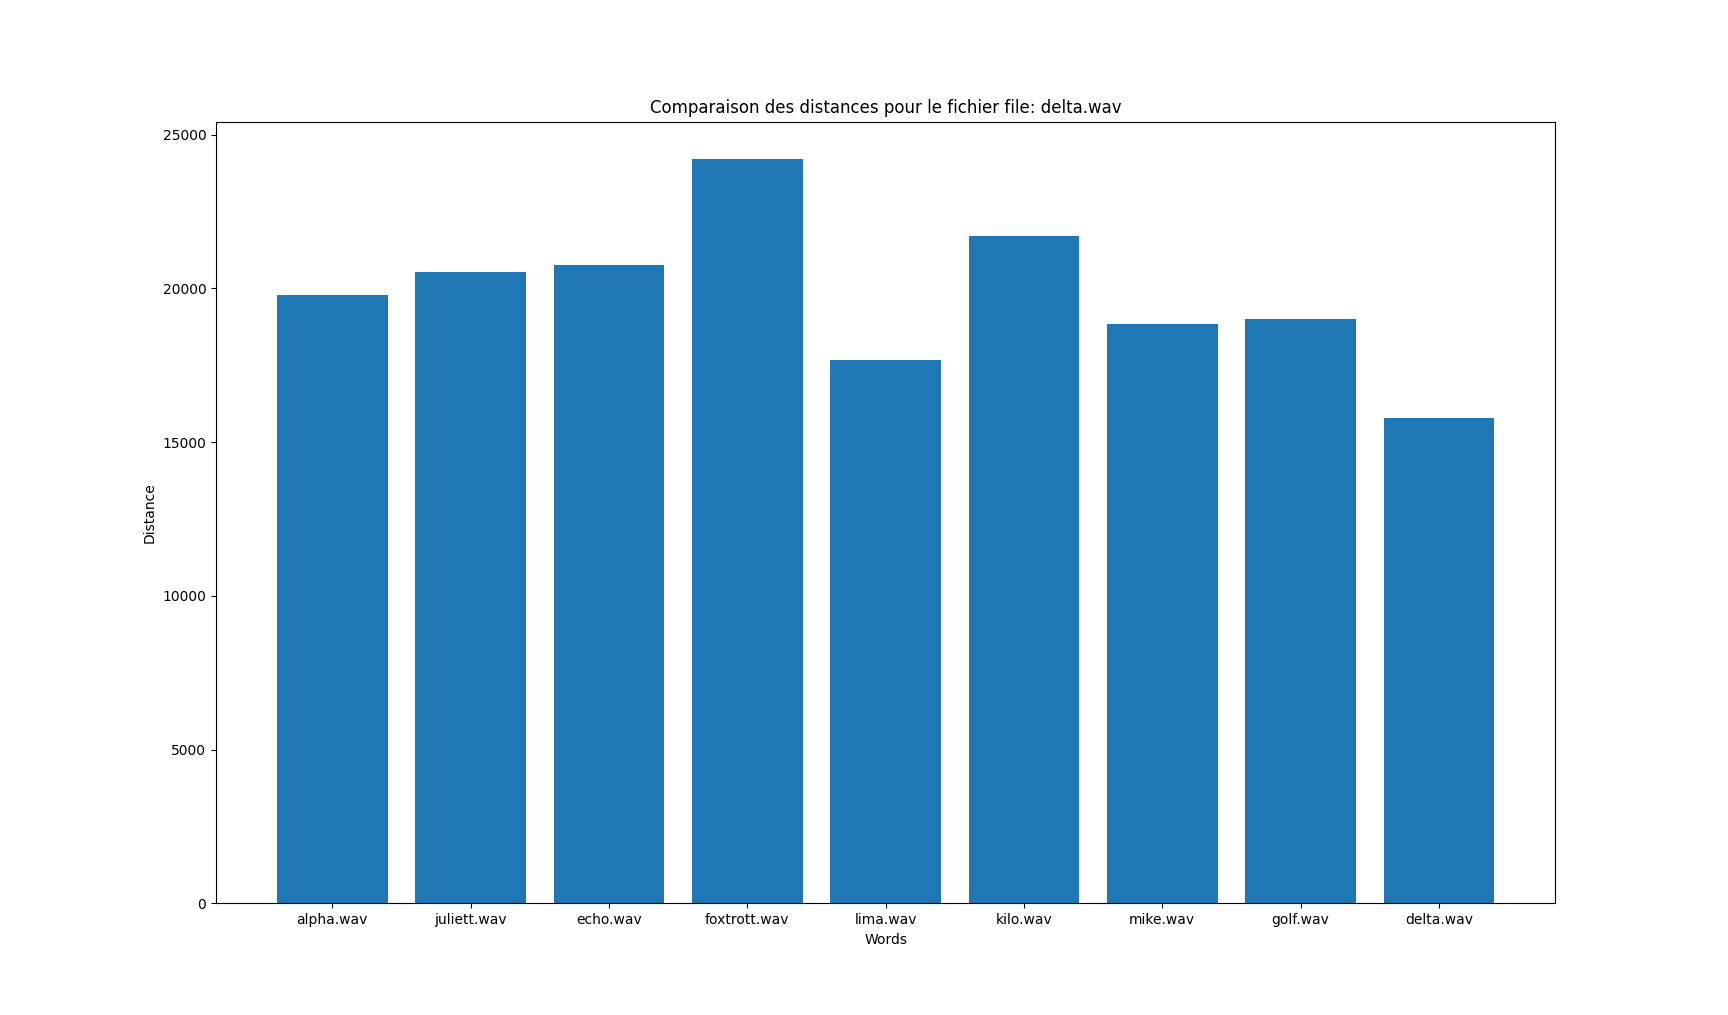 Comparaison des distances pour le fichier file: delta.wav
25000
20000
15000
10000
5000
0
Distance
alpha.wav juliett.wav echo.wav foxtrott.wav lima.wav kilo.wav mike.wav golf.wav delta.wav
Words